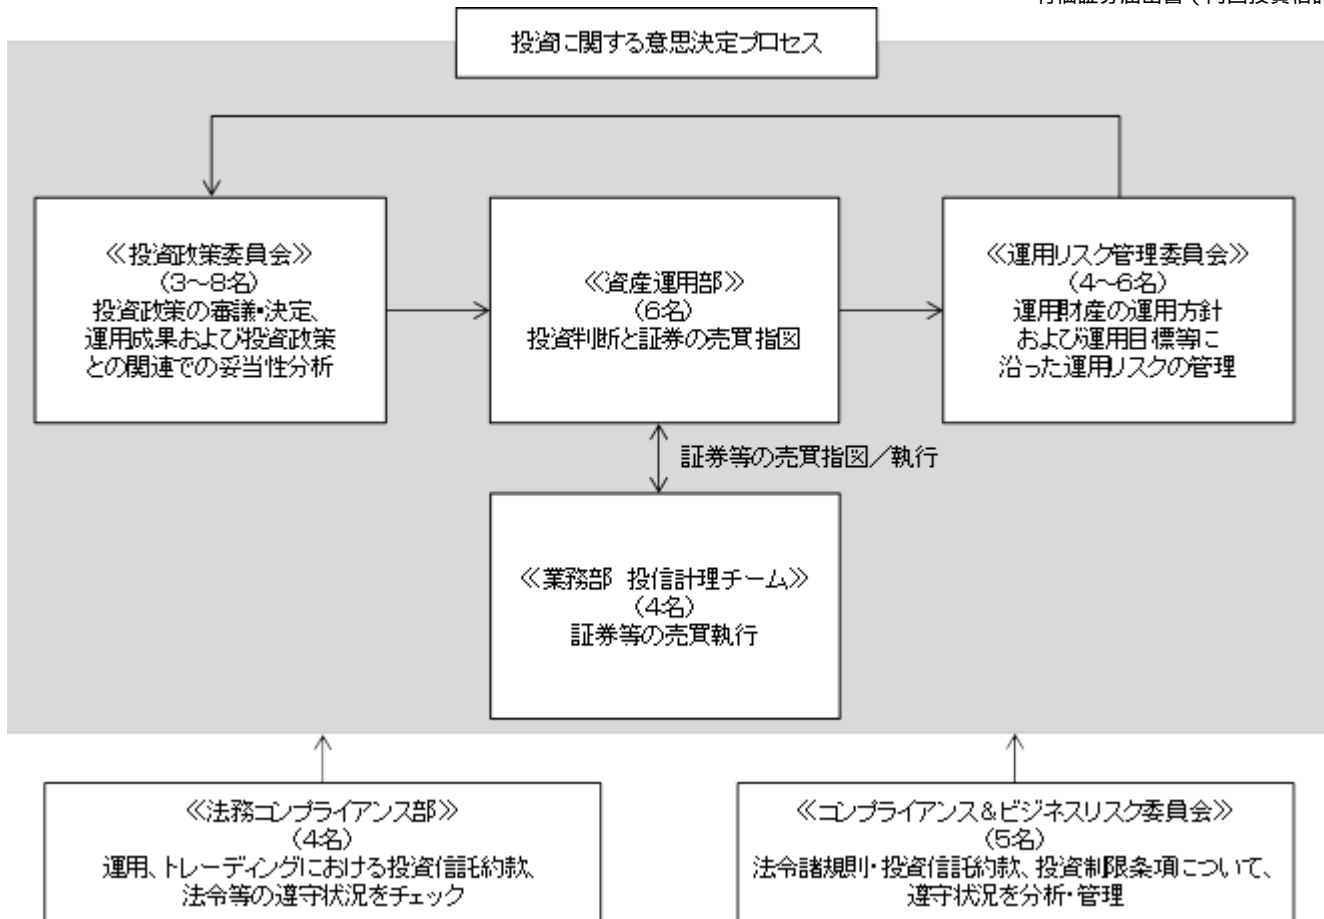 投資に関する意思決定プロセス
≪投資政策委員会≫
(3~8名)
投資政策の審議・決定、
運用成果および投資政策
との関連での妥当性分析
≪資産運用部≫
(6名)
投資判断と証券の売買指図
≪運用リスク管理委員会≫
(4~6名)
運用財産の運用方針
および運用目標等に
沿った運用リスクの管理
証券等の売買指図/執行
≪業務部 投信計理チーム≫
(4名)
証券等の売買執行
≪法務コンプライアンス部≫
(4名)
運用、トレーディングにおける投資信託約款、
法令等の遵守状況をチェック
≪コンプライアンス&ビジネスリスク委員会≫
(5名)
法令諸規則・投資信託約款、投資制限条項について、
遵守状況を分析・管理